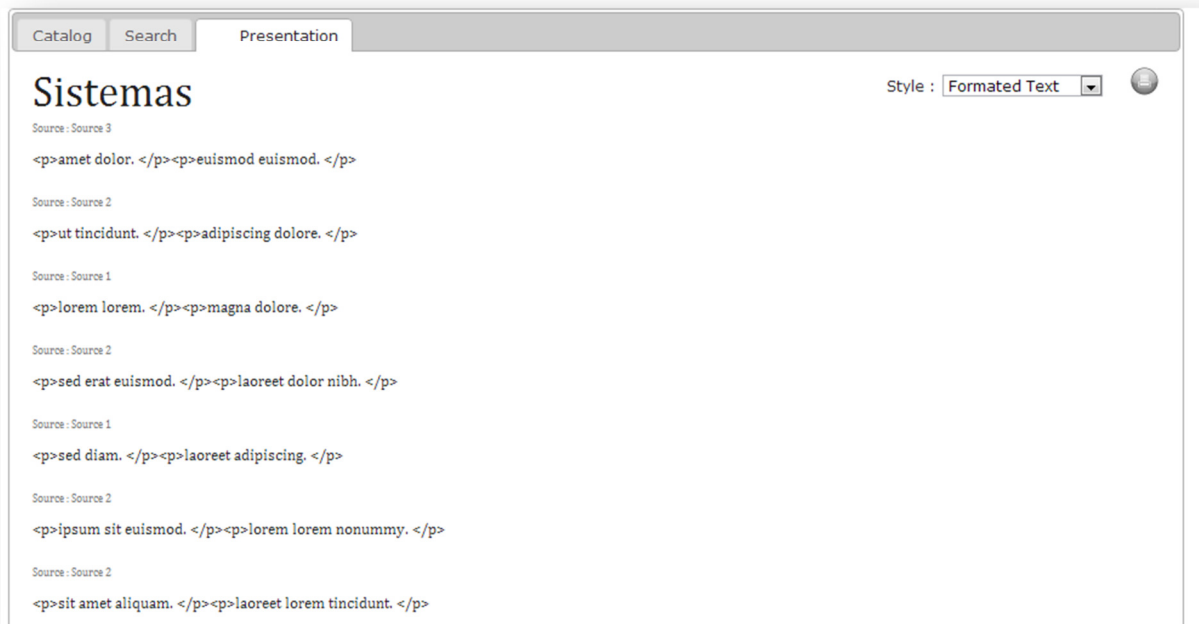 Catalog Search Presentation
Sistemas
Style : Formated Text
Source : Source 3
<p>amet dolor. </p><p>euismod euismod. </p>
Source : Source 2
<p>ut tincidunt. </p><p>adipiscing dolore. </p>
Source : Source 1
<p>lorem lorem. </p><p>magna dolore. </p>
Source : Source 2
<p>sed erat euismod. </p><p>laoreet dolor nibh. </p>
Source : Source 1
<p>sed diam. </p><p>laoreet adipiscing. </p>
Source : Source 2
<p>ipsum sit euismod. </p><p>lorem lorem nonummy. </p>
Source : Source 2
<p>sit amet aliquam. </p><p>laoreet lorem tincidunt. </p>